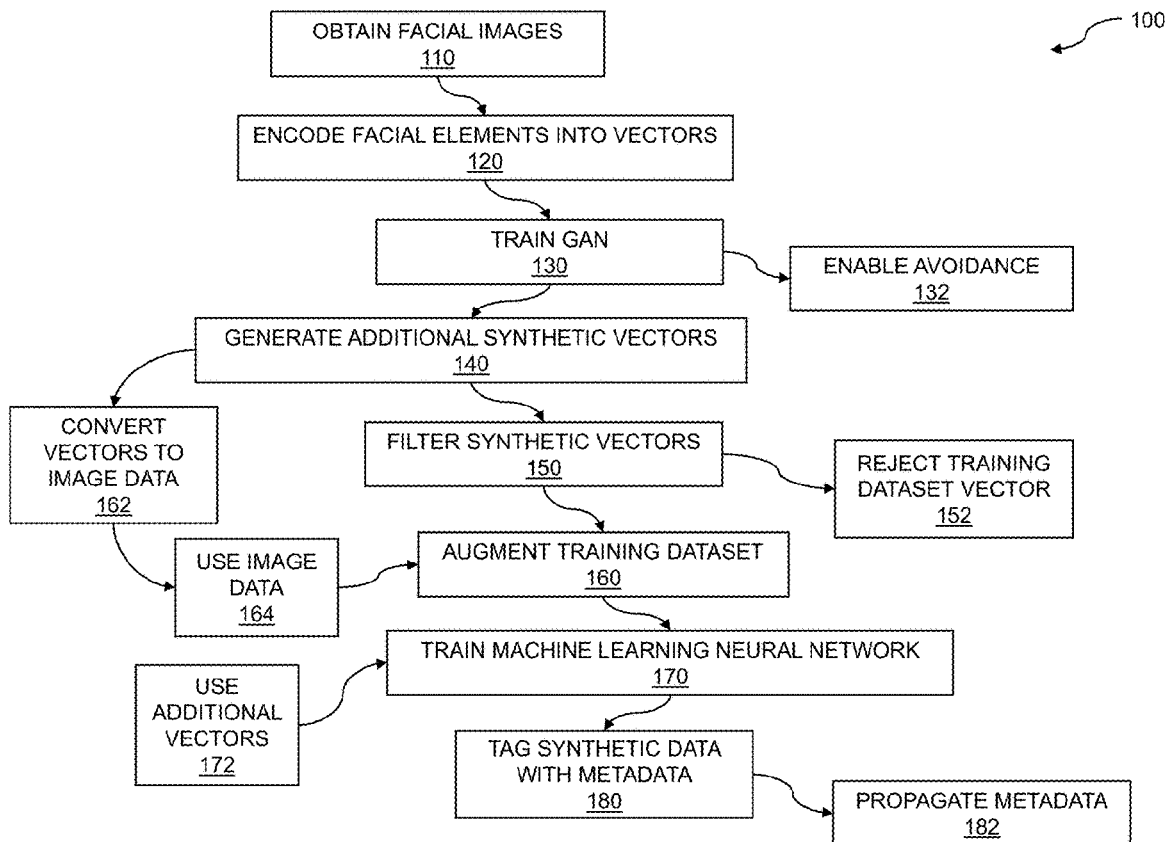 100
OBTAIN FACIAL IMAGES
110
ENCODE FACIAL ELEMENTS INTO VECTORS
120
TRAIN GAN
130
ENABLE AVOIDANCE
132
GENERATE ADDITIONAL SYNTHETIC VECTORS
140
CONVERT
VECTORS TO
IMAGE DATA
162
FILTER SYNTHETIC VECTORS
150
REJECT TRAINING
DATASET VECTOR
152
USE IMAGE
DATA
164
AUGMENT TRAINING DATASET
160
TRAIN MACHINE LEARNING NEURAL NETWORK
170
USE
ADDITIONAL
VECTORS
172
TAG SYNTHETIC DATA
WITH METADATA
180
PROPAGATE METADATA
182